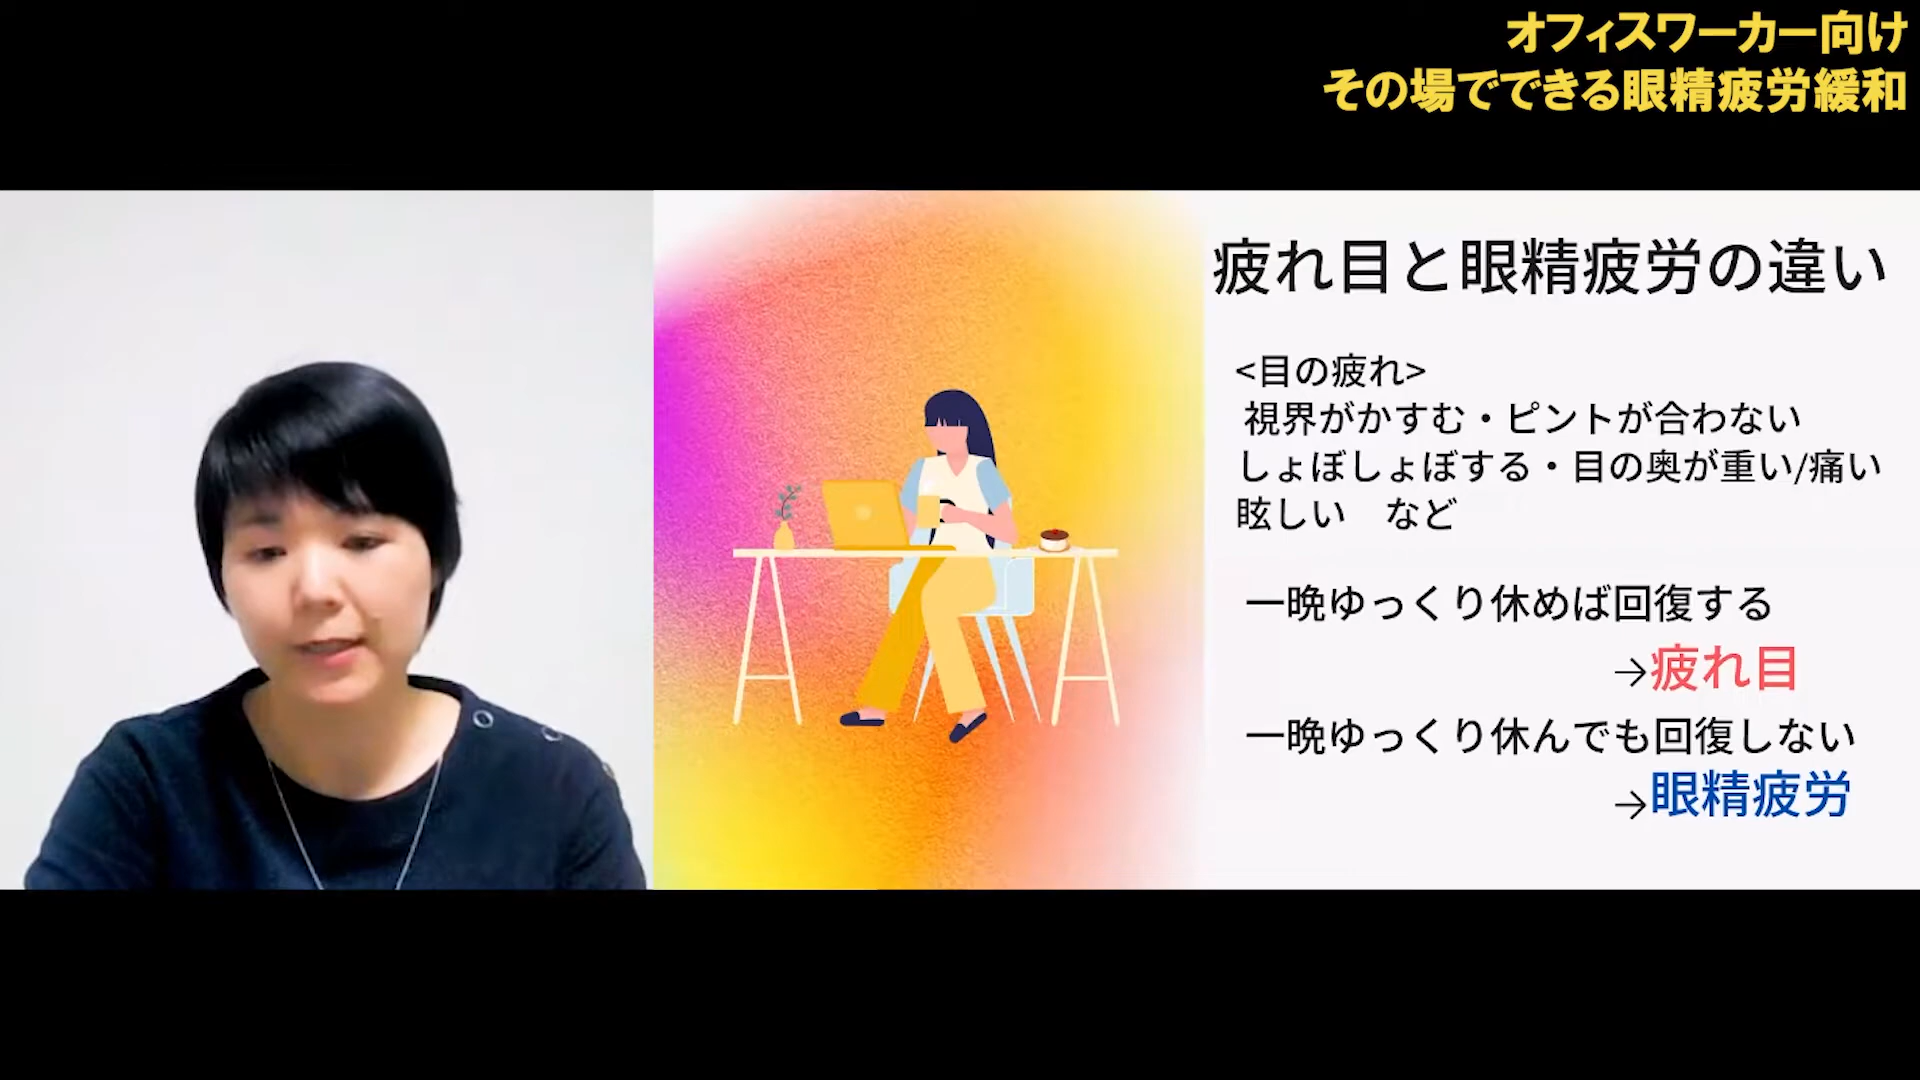 オフィスワーカー向け
その場でできる眼精疲労緩和
疲れ目と眼精疲労の違い
<目の疲れ>
視界がかすむ・ピントが合わない
しょぼしょぼする・目の奥が重い/痛い
眩しい　など
一晩ゆっくり休めば回復する
→疲れ目
一晩ゆっくり休んでも回復しない
→眼精疲労